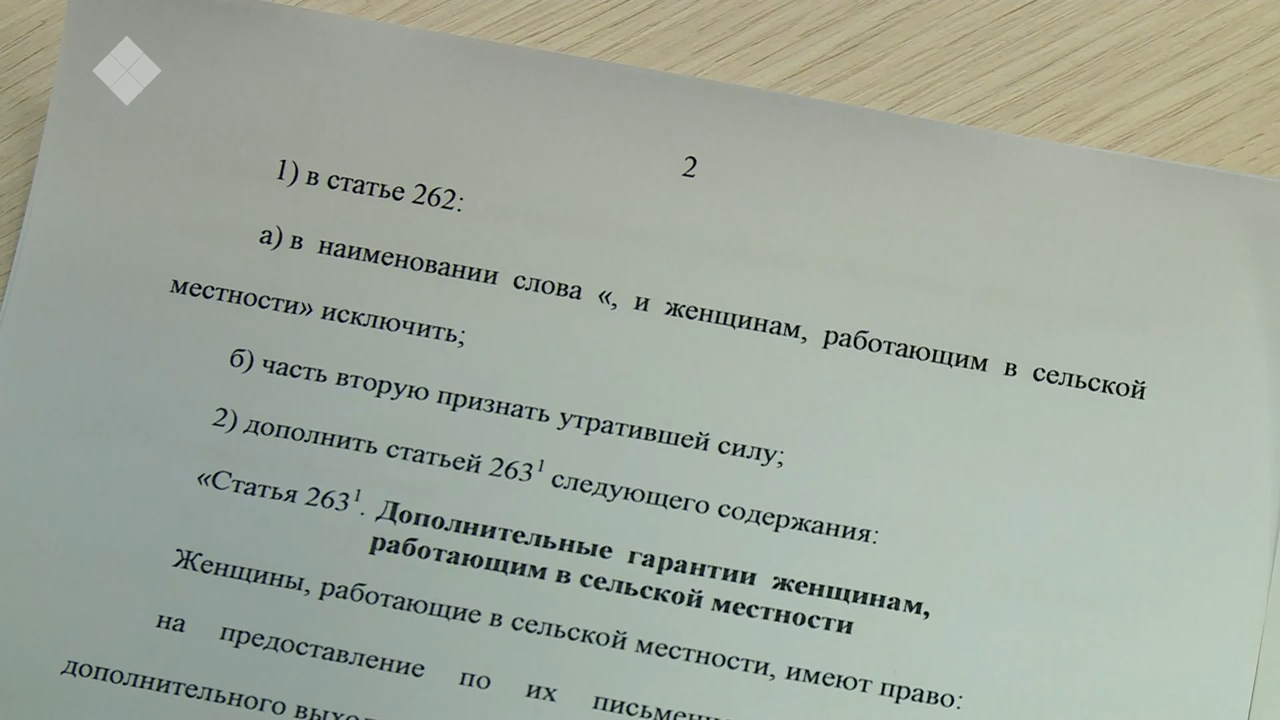 2
1) в статье 262:
а) в наименовании слова «, и женщинам, работающим в сельской
местности» исключить;
б) часть вторую признать утратившей силу;
2) дополнить статьей 263¹ следующего содержания:
«Статья 263¹. Дополнительные гарантии женщинам,
работающим в сельской местности
Женщины, работающие в сельской местности, имеют право:
на предоставление по их
дополнительного